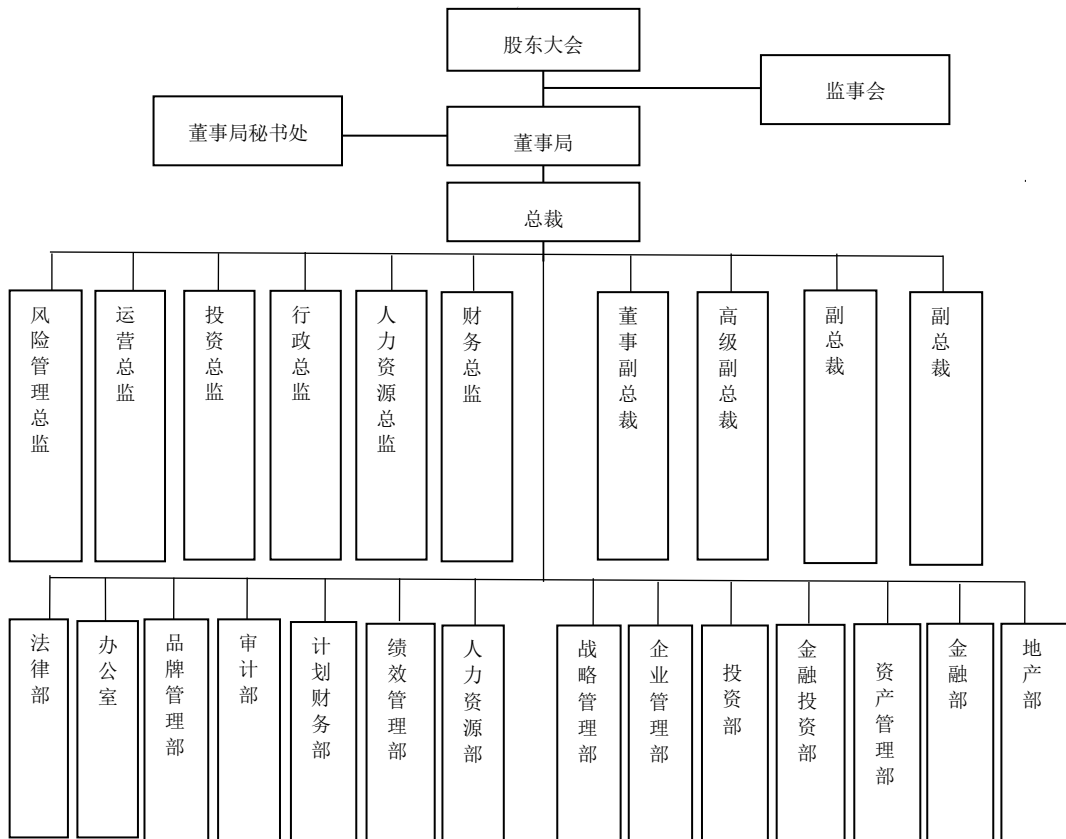 股东大会
监事会
董事局秘书处
董事局
总裁
风险管理总监
运营总监
投资总监
行政总监
人力资源总监
财务总监
董事副总裁
高级副总裁
副总裁
副总裁
法律部
办公室
品牌管理部
审计部
计划财务部
绩效管理部
人力资源部
战略管理部
企业管理部
投资部
金融投资部
资产管理部
金融部
地产部